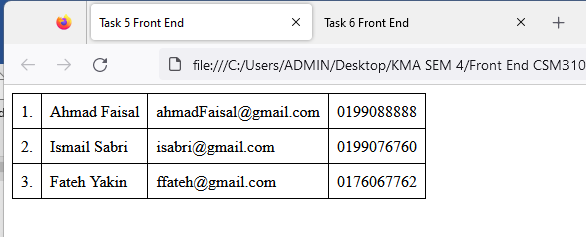 Task 5 Front End
Task 6 Front End
file:///C:/Users/ADMIN/Desktop/KMA SEM 4/Front End CSM310
1. Ahmad Faisal ahmadFaisal@gmail.com 0199088888
2. Ismail Sabri isabri@gmail.com 0199076760
3. Fateh Yakin ffateh@gmail.com 0176067762